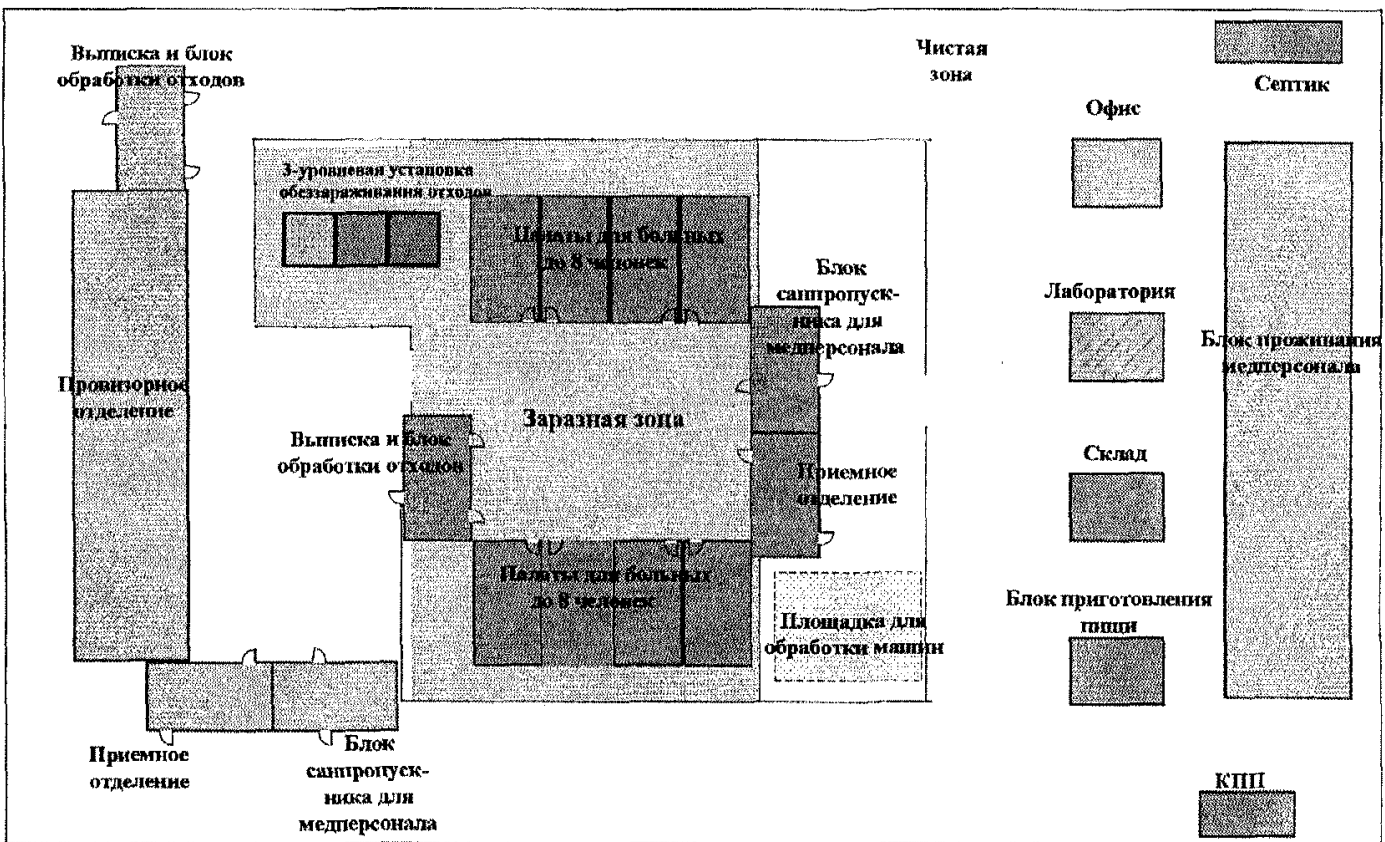 Выписка и блок
обработки отходов
Чистая
зона
Септик
Офис
3-уровневая установка
обеззараживания отходов
Палаты для больных
до 8 человек
Блок
санпропуск-
ника для
медперсонала
Лаборатория
Блок проживания
медперсонала
Провизорное
отделение
Заразная зона
Выписка и блок
обработки отходов
Приемное
отделение
Склад
Палаты для больных
до 8 человек
Площадка для
обработки машин
Блок приготовления
пищи
Приемное
отделение
Блок
санпропуск-
ника для
медперсонала
КПП